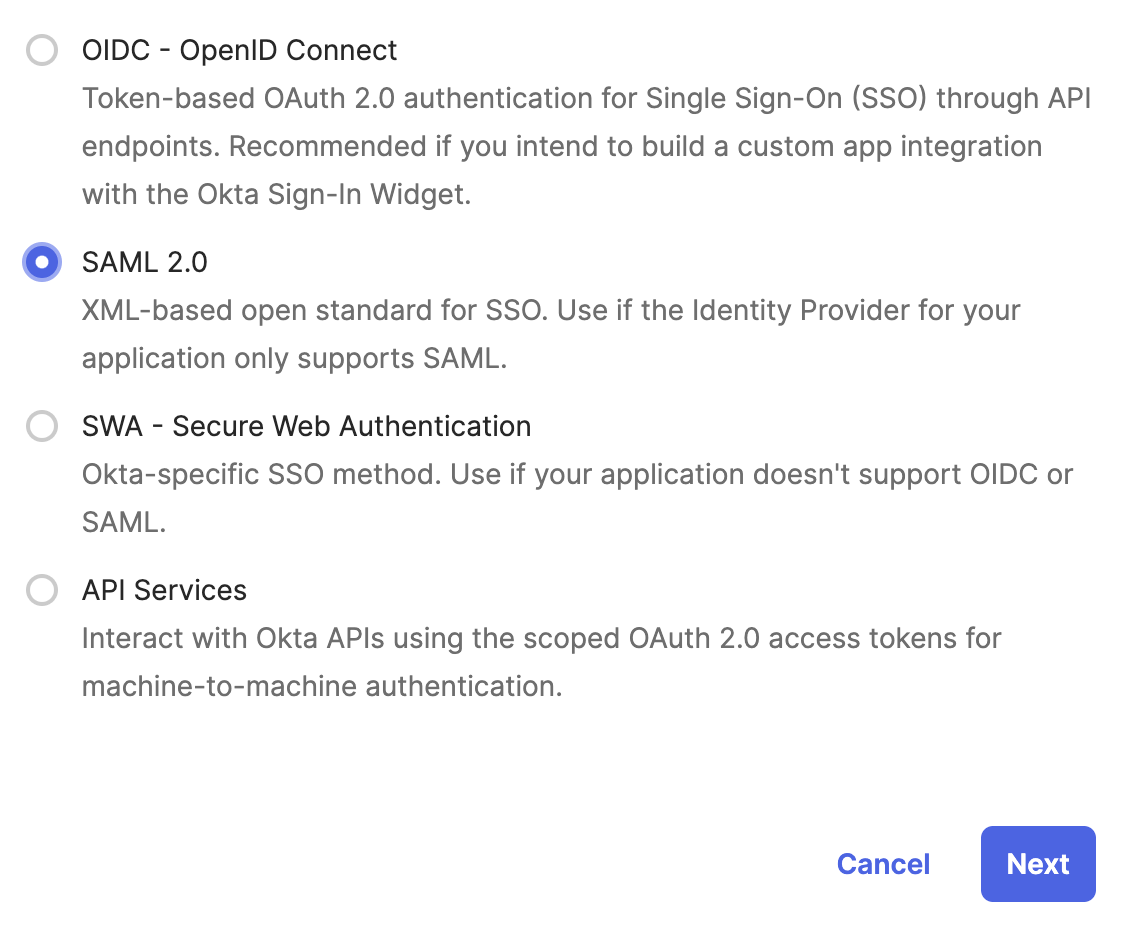 OIDC - OpenID Connect
Token-based OAuth 2.0 authentication for Single Sign-On (SSO) through API
endpoints. Recommended if you intend to build a custom app integration
with the Okta Sign-In Widget.
SAML 2.0
XML-based open standard for SSO. Use if the Identity Provider for your
application only supports SAML.
SWA - Secure Web Authentication
Okta-specific SSO method. Use if your application doesn't support OIDC or
SAML.
API Services
Interact with Okta APIs using the scoped OAuth 2.0 access tokens for
machine-to-machine authentication.
Cancel
Next